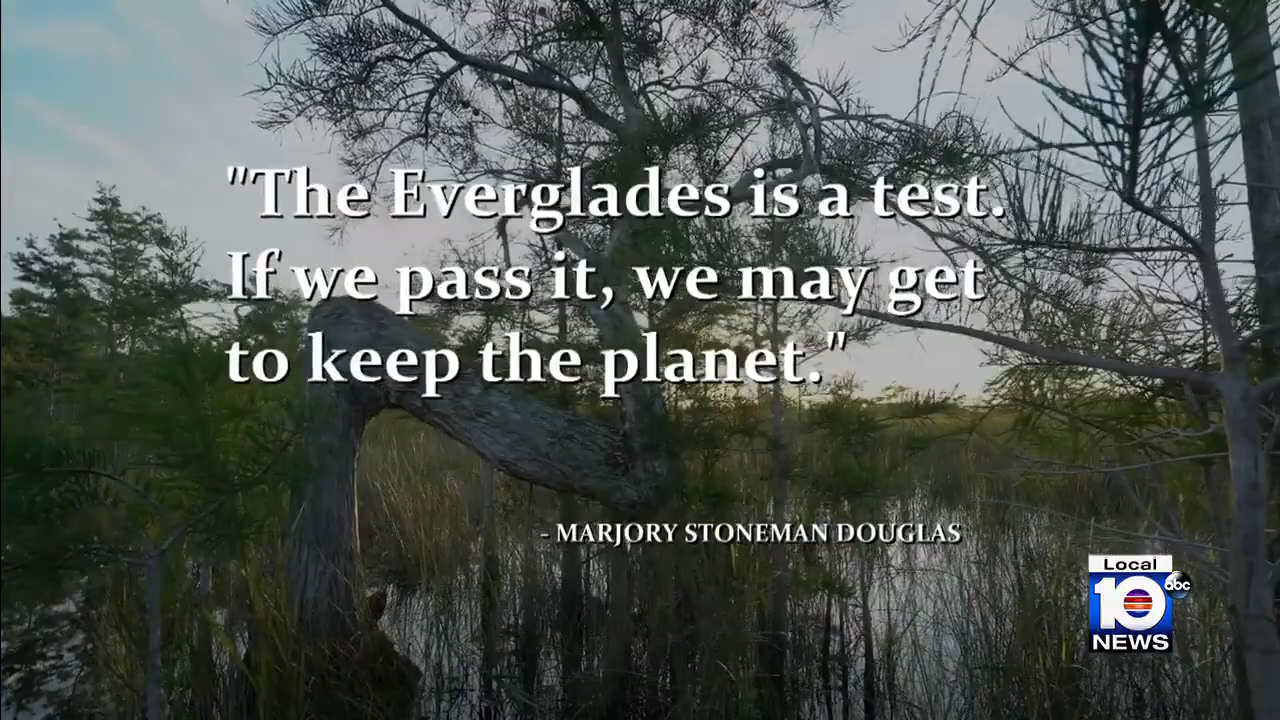 "The Everglades is a test.
If we pass it, we may get
to keep the planet."
- MARJORY STONEMAN DOUGLAS
Local
10
abc
NEWS